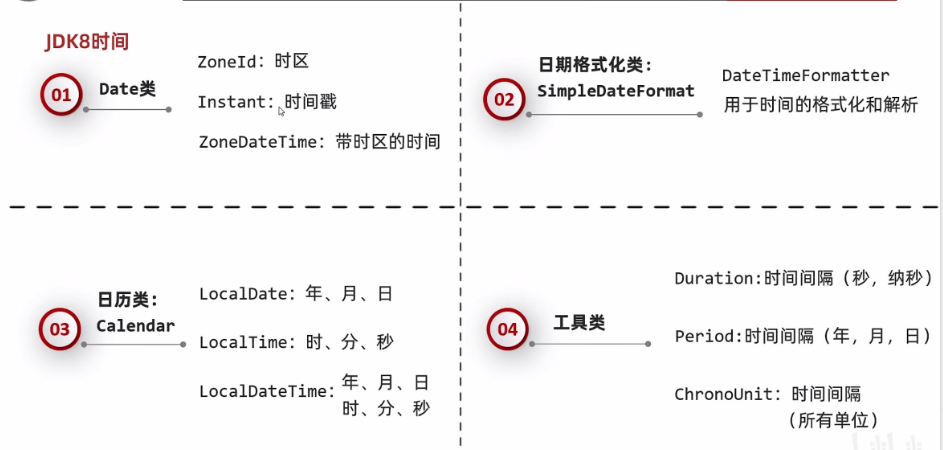 JDK8时间
01
Date类
ZoneId：时区
Instant：时间戳
ZoneDateTime：带时区的时间
02
日期格式化类：
SimpleDateFormat
DateTimeFormatter
用于时间的格式化和解析
03
日历类：
Calendar
LocalDate：年、月、日
LocalTime：时、分、秒
LocalDateTime：年、月、日
时、分、秒
04
工具类
Duration:时间间隔（秒，纳秒）
Period:时间间隔（年，月，日）
ChronoUnit：时间间隔
（所有单位）